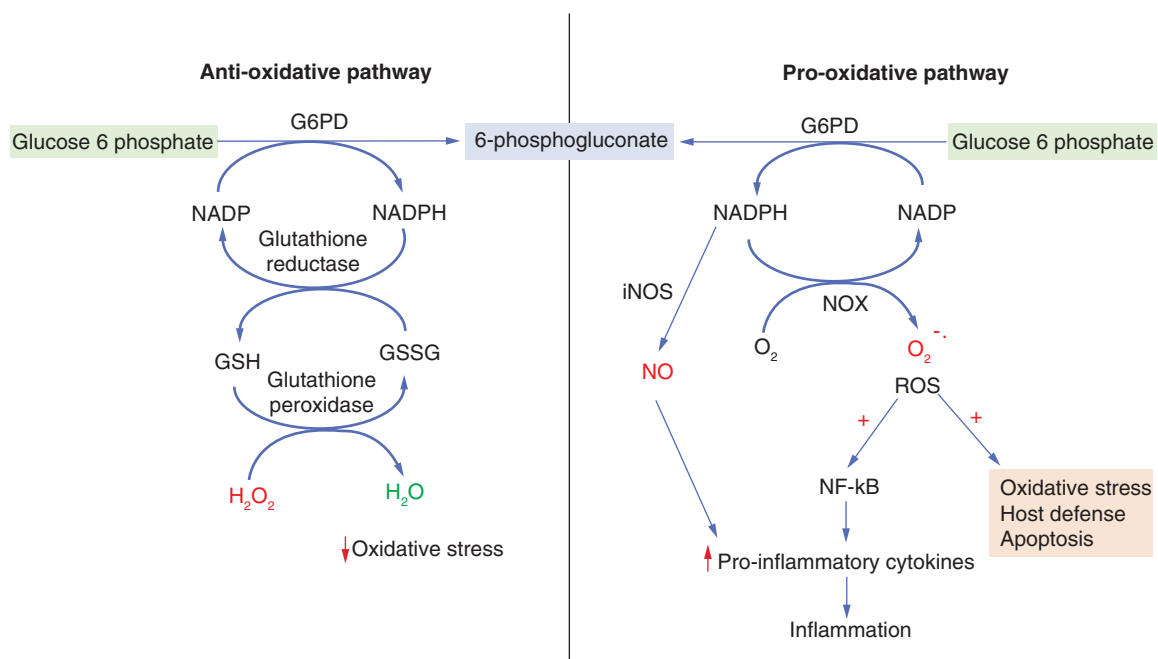 Anti-oxidative pathway
Glucose 6 phosphate
G6PD
6-phosphogluconate
NADP
NADPH
Glutathione
reductase
GSH
GSSG
Glutathione
peroxidase
H₂O₂
H₂O
Oxidative stress
Pro-oxidative pathway
G6PD
Glucose 6 phosphate
NADPH
NADP
iNOS
NOX
O₂
O₂⁻·
NO
ROS
+
+
NF-kB
Oxidative stress
Host defense
Apoptosis
Pro-inflammatory cytokines
Inflammation